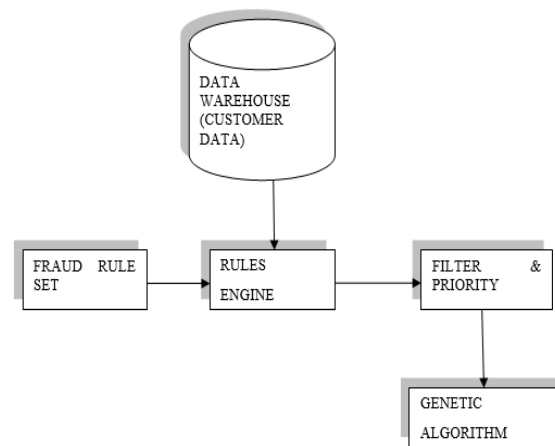 DATA
WAREHOUSE
(CUSTOMER
DATA)
FRAUD RULE
SET
RULES
ENGINE
FILTER &
PRIORITY
GENETIC
ALGORITHM